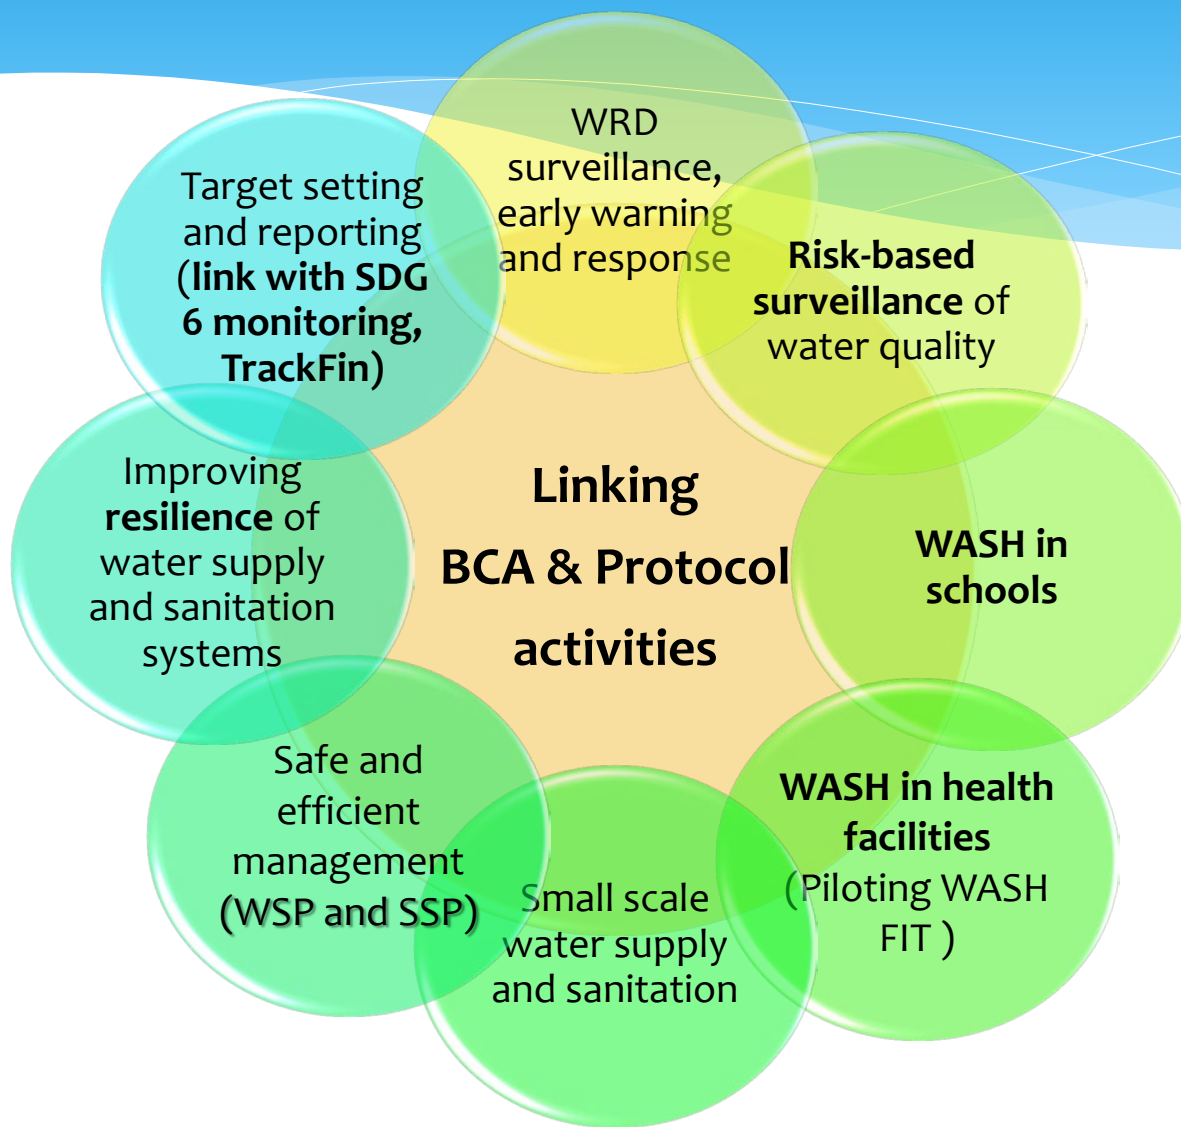 WRD
surveillance,
early warning
and response
Risk-based
surveillance of
water quality
WASH in
schools
WASH in health
facilities
(Piloting WASH
FIT )
Small scale
water supply
and sanitation
Safe and
efficient
management
(WSP and SSP)
Improving
resilience of
water supply
and sanitation
systems
Target setting
and reporting
(link with SDG
6 monitoring,
TrackFin)
Linking
BCA & Protocol
activities